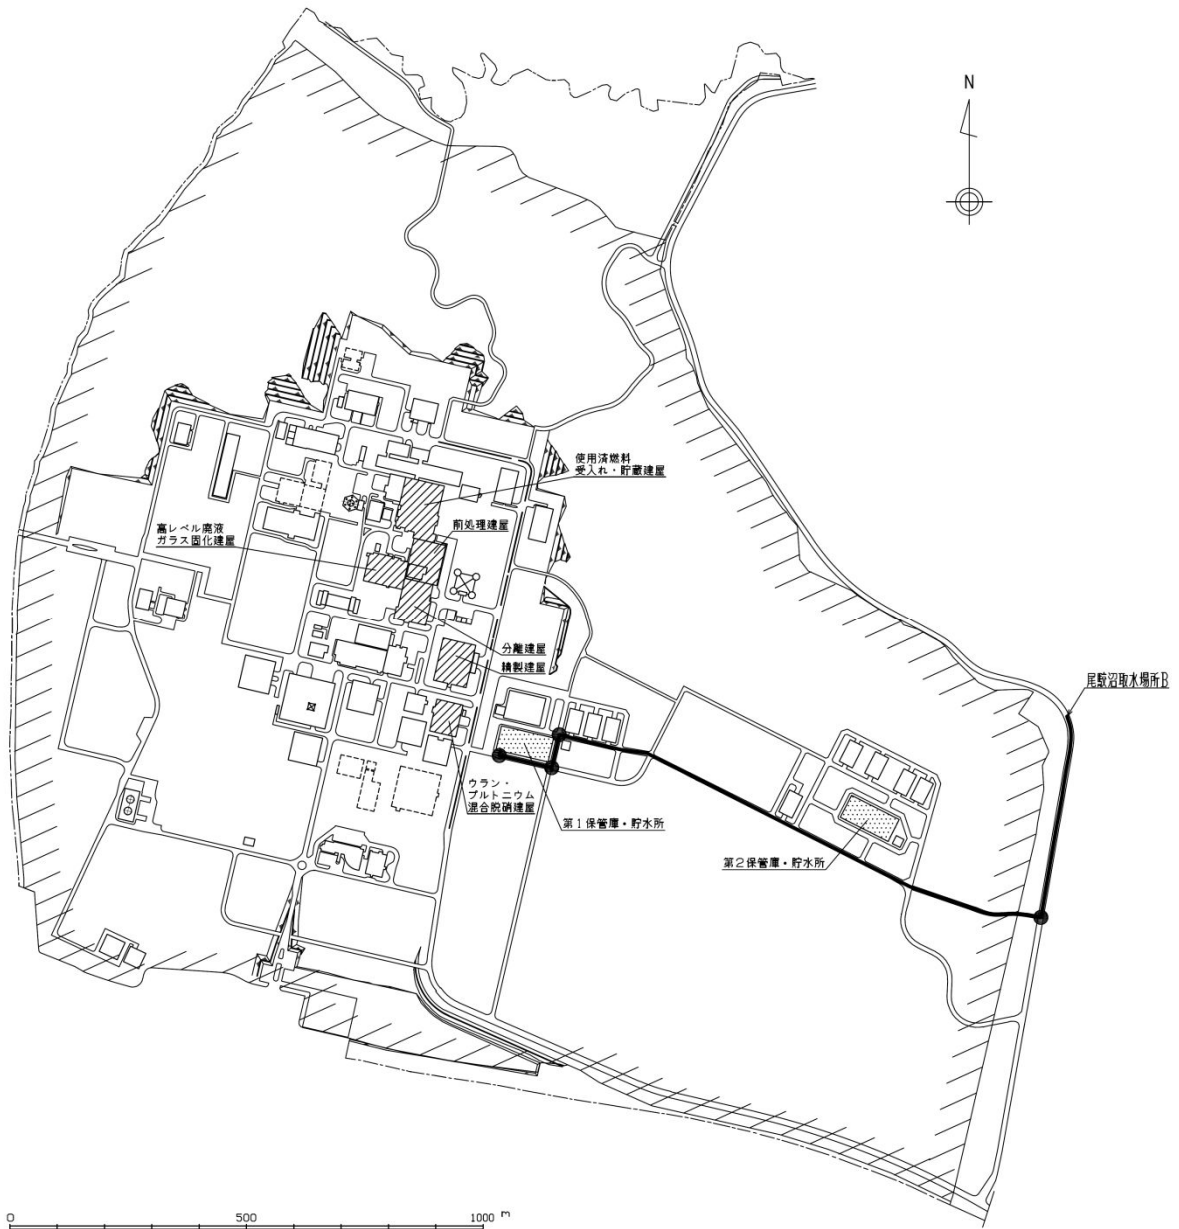 N
使用済燃料
受入れ・貯蔵建屋
前処理建屋
高レベル廃液
ガラス固化建屋
分離建屋
精製建屋
尾駮沼取水場所B
ウラン・
プルトニウム
混合脱硝建屋
第1保管庫・貯水所
第2保管庫・貯水所
0 500 1000 m